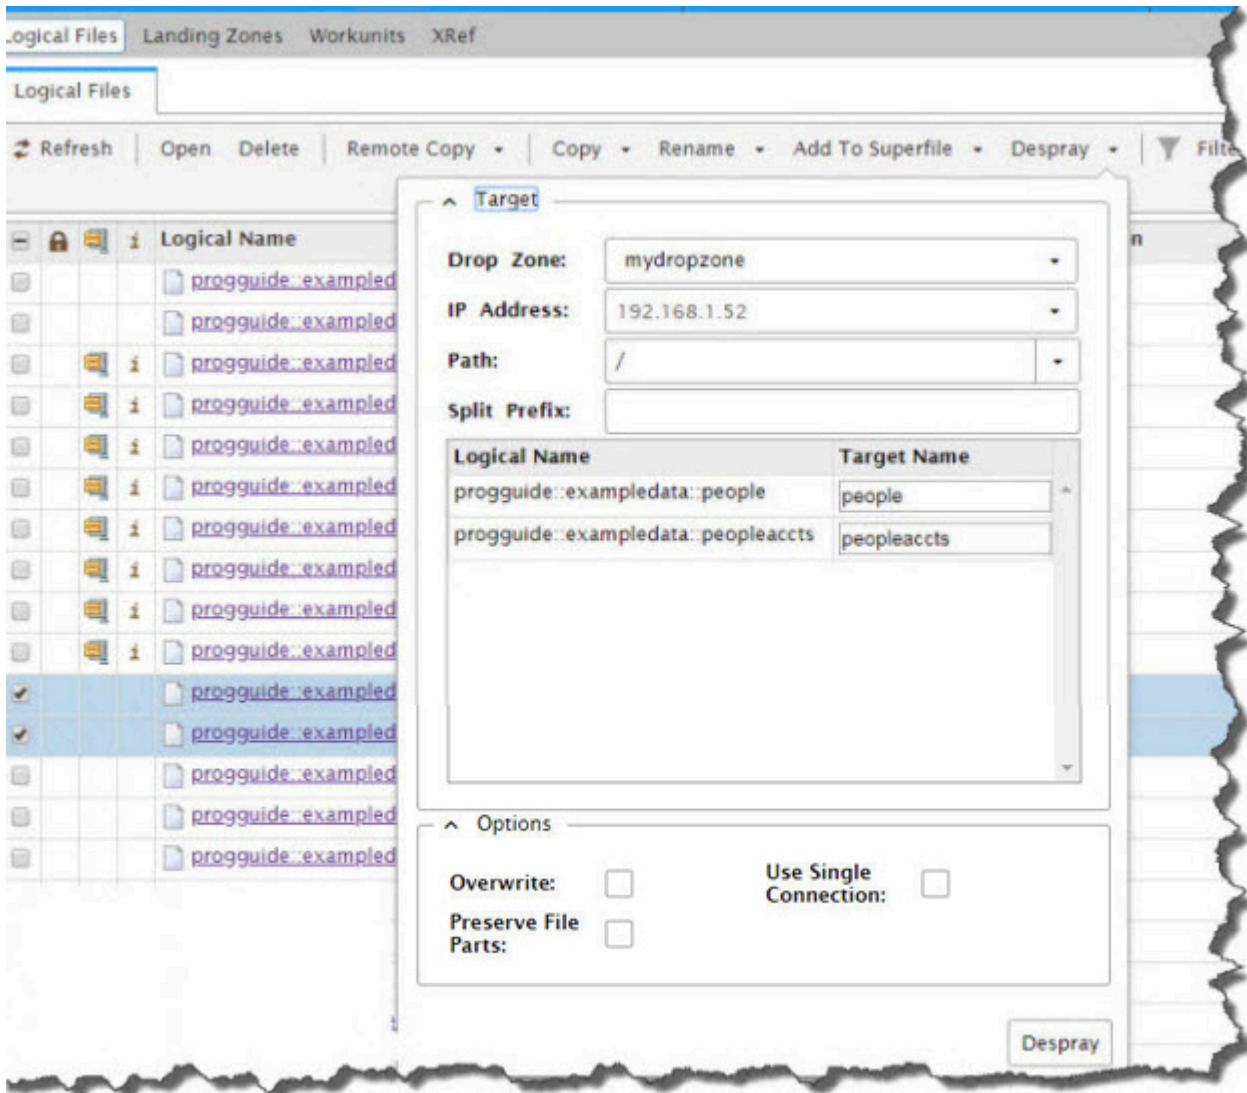 Logical Files Landing Zones Workunits XRef
Logical Files
Refresh Open Delete Remote Copy Copy Rename Add To Superfile Despray Filte
Target
i Logical Name n
Drop Zone: mydropzone
progguide::exampled
IP Address: 192.168.1.52
progguide::exampled
Path: /
i progguide::exampled
i progguide::exampled
Split Prefix:
i progguide::exampled
Logical Name Target Name
i progguide::exampled
progguide::exampledata::people people
i progguide::exampled
progguide::exampledata::peopleaccts peopleaccts
i progguide::exampled
i progguide::exampled
i progguide::exampled
progguide::exampled
progguide::exampled
progguide::exampled
progguide::exampled
Options
progguide::exampled
Overwrite:
Use Single
Connection:
Preserve File
Parts:
Despray